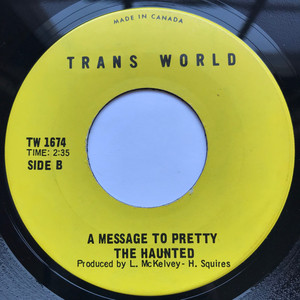 MADE IN CANADA
TRANS WORLD
TW 1674
TIME: 2:35
SIDE B
A MESSAGE TO PRETTY
THE HAUNTED
Produced by L. McKelvey- H. Squires